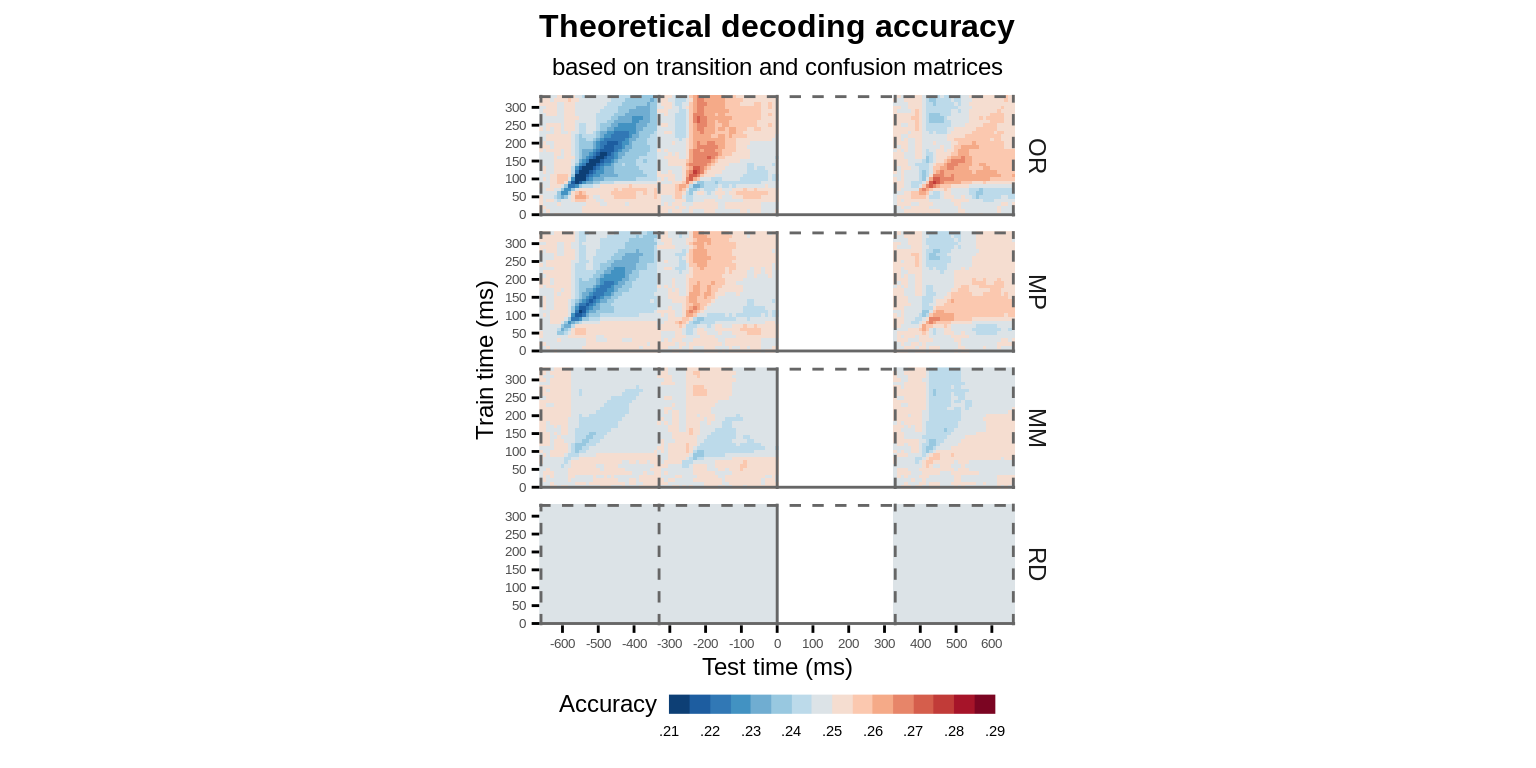 Theoretical decoding accuracy
based on transition and confusion matrices
300
250
200
150
100
50
0
OR
300
250
200
150
100
50
0
MP
Train time (ms)
300
250
200
150
100
50
0
MM
300
250
200
150
100
50
0
RD
-600 -500 -400 -300 -200 -100 0 100 200 300 400 500 600
Test time (ms)
Accuracy
.21 .22 .23 .24 .25 .26 .27 .28 .29